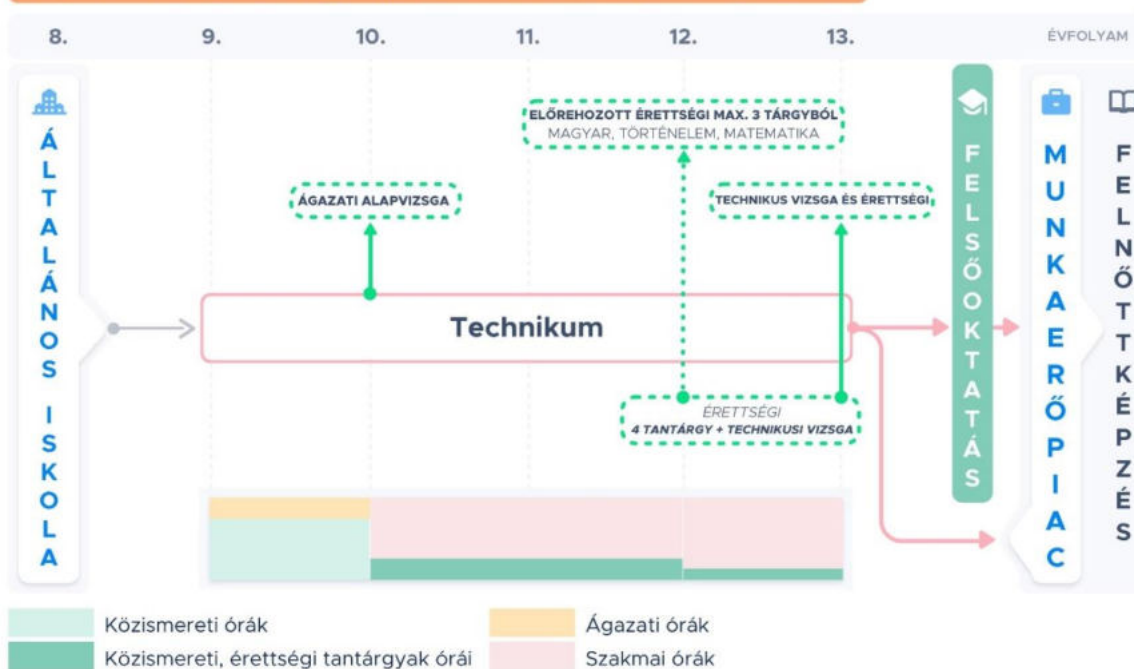 8. 9. 10. 11. 12. 13. ÉVFOLYAM
ÁLTALÁNOS ISKOLA
ELŐREHOZOTT ÉRETTSÉGI MAX. 3 TÁRGYBÓL
MAGYAR, TÖRTÉNELEM, MATEMATIKA
ÁGAZATI ALAPVIZSGA
TECHNIKUS VIZSGA ÉS ÉRETTSÉGI
Technikum
ÉRETTSÉGI
4 TANTÁRGY + TECHNIKUSI VIZSGA
FELSŐOKTATÁS
MUNKAERŐPIAC
FELNŐTTKÉPZÉS
Közismereti órák
Ágazati órák
Közismereti, érettségi tantárgyak órái
Szakmai órák